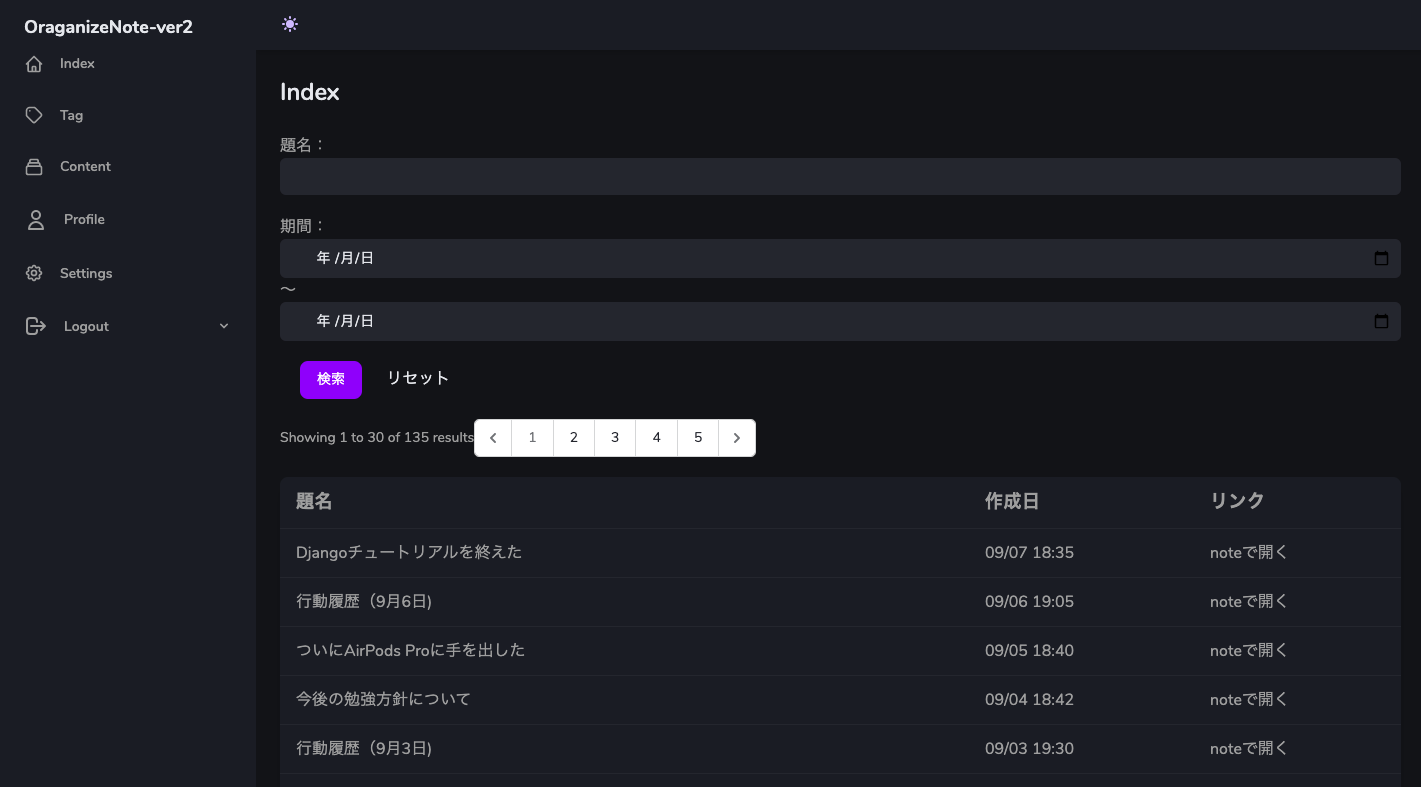 OraganizeNote-ver2
Index
Tag
Content
Profile
Settings
Logout
Index
題名：
期間：
年 /月/日
〜
年 /月/日
検索 リセット
Showing 1 to 30 of 135 results 1 2 3 4 5
題名 作成日 リンク
Djangoチュートリアルを終えた 09/07 18:35 noteで開く
行動履歴（9月6日) 09/06 19:05 noteで開く
ついにAirPods Proに手を出した 09/05 18:40 noteで開く
今後の勉強方針について 09/04 18:42 noteで開く
行動履歴（9月3日) 09/03 19:30 noteで開く